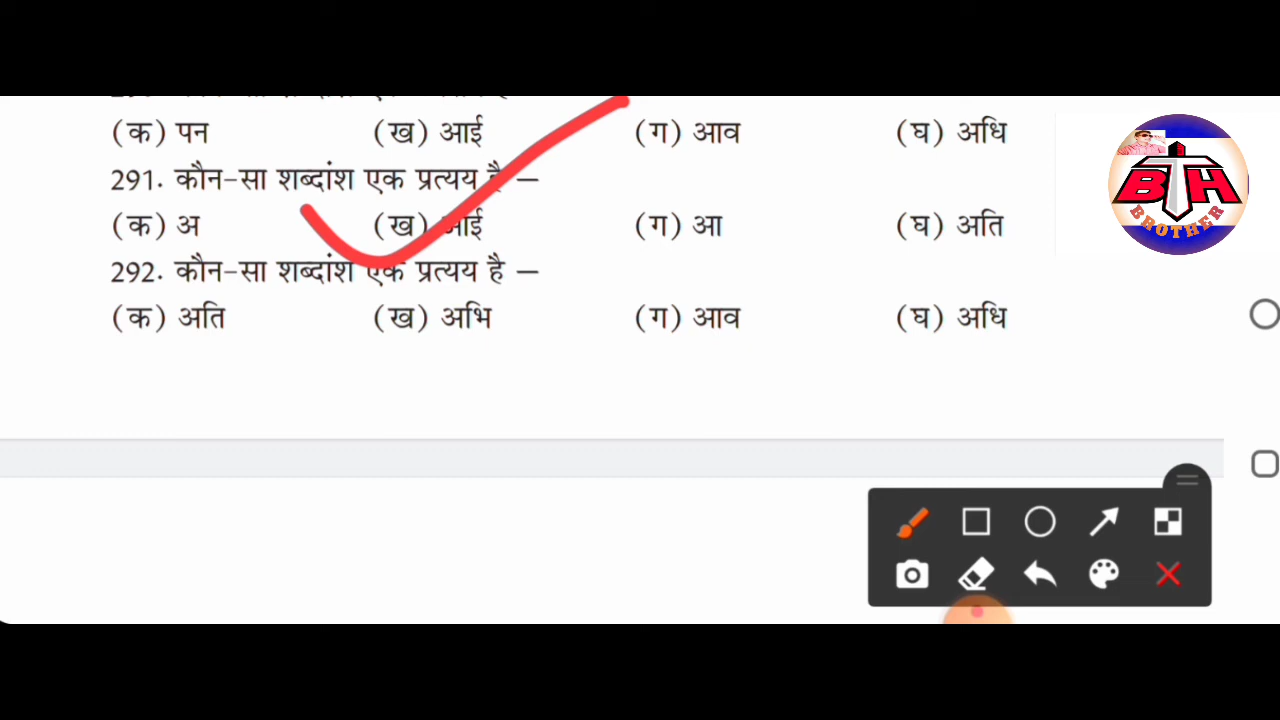 (क) पन (ख) आई (ग) आव (घ) अधि
291. कौन-सा शब्दांश एक प्रत्यय है –
(क) अ (ख) आई (ग) आ (घ) अति
292. कौन-सा शब्दांश एक प्रत्यय है –
(क) अति (ख) अभि (ग) आव (घ) अधि
BTH
BROTHER